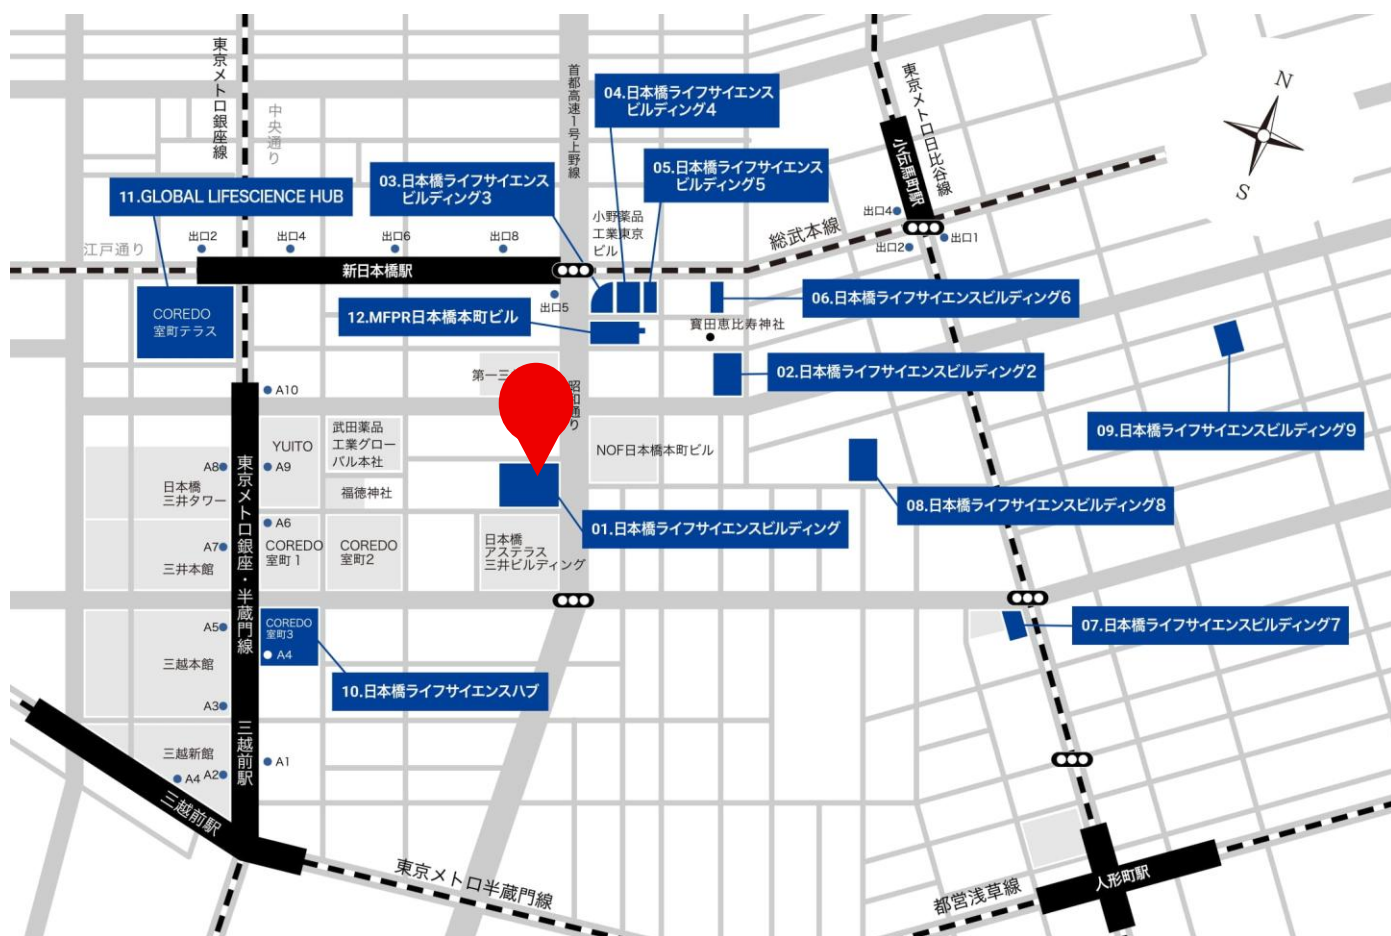 東京メトロ銀座線
中央通り
首都高速1号上野線
04.日本橋ライフサイエンス
ビルディング4
東京メトロ日比谷線
小伝馬町駅
N
S
03.日本橋ライフサイエンス
ビルディング3
05.日本橋ライフサイエンス
ビルディング5
11.GLOBAL LIFESCIENCE HUB
小野薬品
工業東京
ビル
総武本線
出口4
出口2
出口1
江戸通り
出口2
出口4
出口6
出口8
新日本橋駅
出口5
COREDO
室町テラス
12.MFPR日本橋本町ビル
06.日本橋ライフサイエンスビルディング6
寶田恵比寿神社
第一三
02.日本橋ライフサイエンスビルディング2
昭和通り
A10
09.日本橋ライフサイエンスビルディング9
YUITO
武田薬品
工業グロー
バル本社
NOF日本橋本町ビル
A8
A9
日本橋
三井タワー
福徳神社
東京メトロ銀座・半蔵門線
08.日本橋ライフサイエンスビルディング8
01.日本橋ライフサイエンスビルディング
A6
A7
三井本館
COREDO
室町1
COREDO
室町2
日本橋
アステラス
三井ビルディング
A5
COREDO
室町3
A4
07.日本橋ライフサイエンスビルディング7
三越本館
10.日本橋ライフサイエンスハブ
A3
三越前駅
三越新館
A4
A2
A1
三越前駅
東京メトロ半蔵門線
都営浅草線
人形町駅